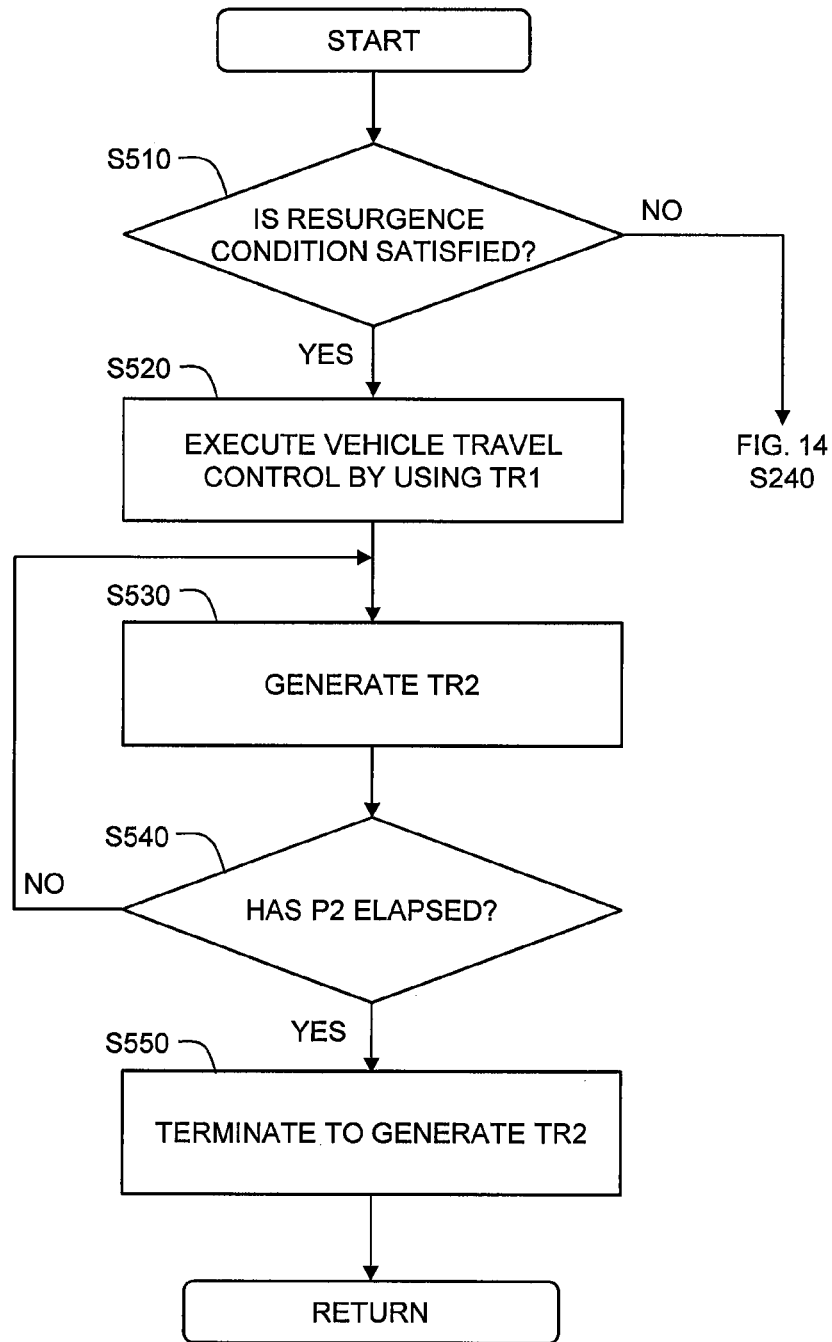 START
S510
IS RESURGENCE
CONDITION SATISFIED?
NO
YES
S520
EXECUTE VEHICLE TRAVEL
CONTROL BY USING TR1
FIG. 14
S240
S530
GENERATE TR2
S540
NO
HAS P2 ELAPSED?
YES
S550
TERMINATE TO GENERATE TR2
RETURN